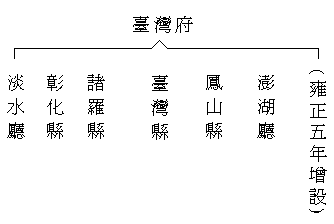 臺灣府
淡水廳
彰化縣
諸羅縣
臺灣縣
鳳山縣
澎湖廳
(雍正五年增設)